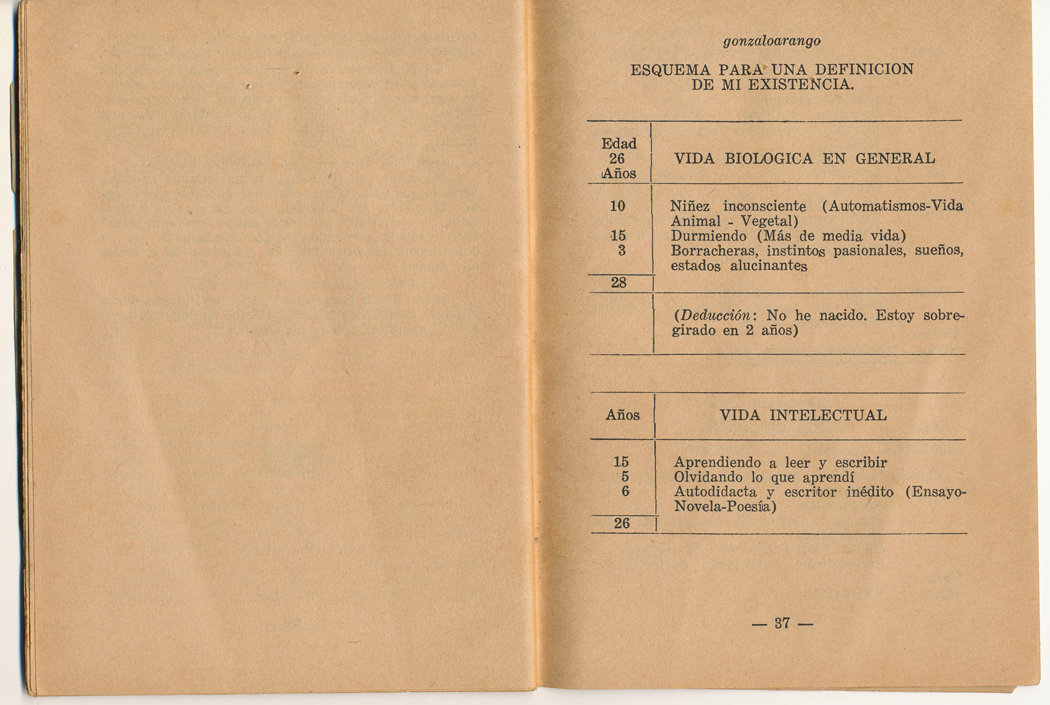 gonzaloarango
ESQUEMA PARA UNA DEFINICION
DE MI EXISTENCIA.
Edad
26
Años
VIDA BIOLOGICA EN GENERAL
10 Niñez inconsciente (Automatismos-Vida
Animal - Vegetal)
15 Durmiendo (Más de media vida)
3 Borracheras, instintos pasionales, sueños,
estados alucinantes
28
(Deducción: No he nacido. Estoy sobre-
girado en 2 años)
Años VIDA INTELECTUAL
15 Aprendiendo a leer y escribir
5 Olvidando lo que aprendí
6 Autodidacta y escritor inédito (Ensayo-
Novela-Poesía)
26
— 37 —